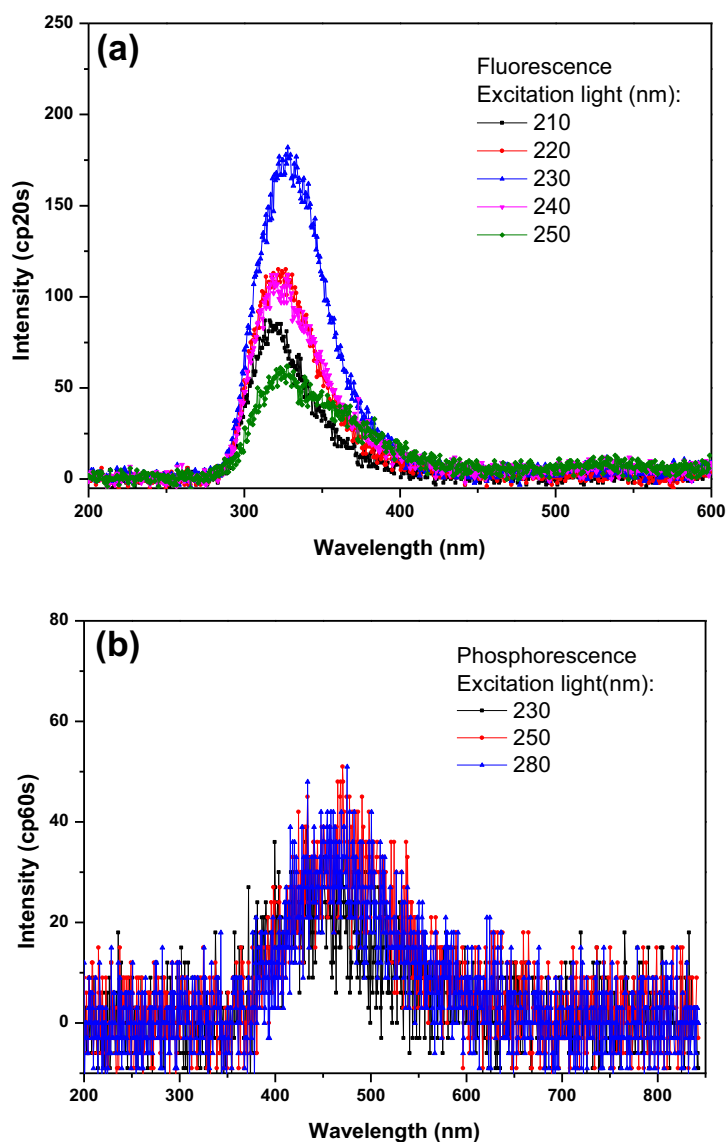 (a)
Fluorescence
Excitation light (nm):
210
220
230
240
250
250
200
150
100
50
0
Intensity (cp20s)
200 300 400 500 600
Wavelength (nm)
(b)
Phosphorescence
Excitation light(nm):
230
250
280
80
60
40
20
0
Intensity (cp60s)
200 300 400 500 600 700 800
Wavelength (nm)